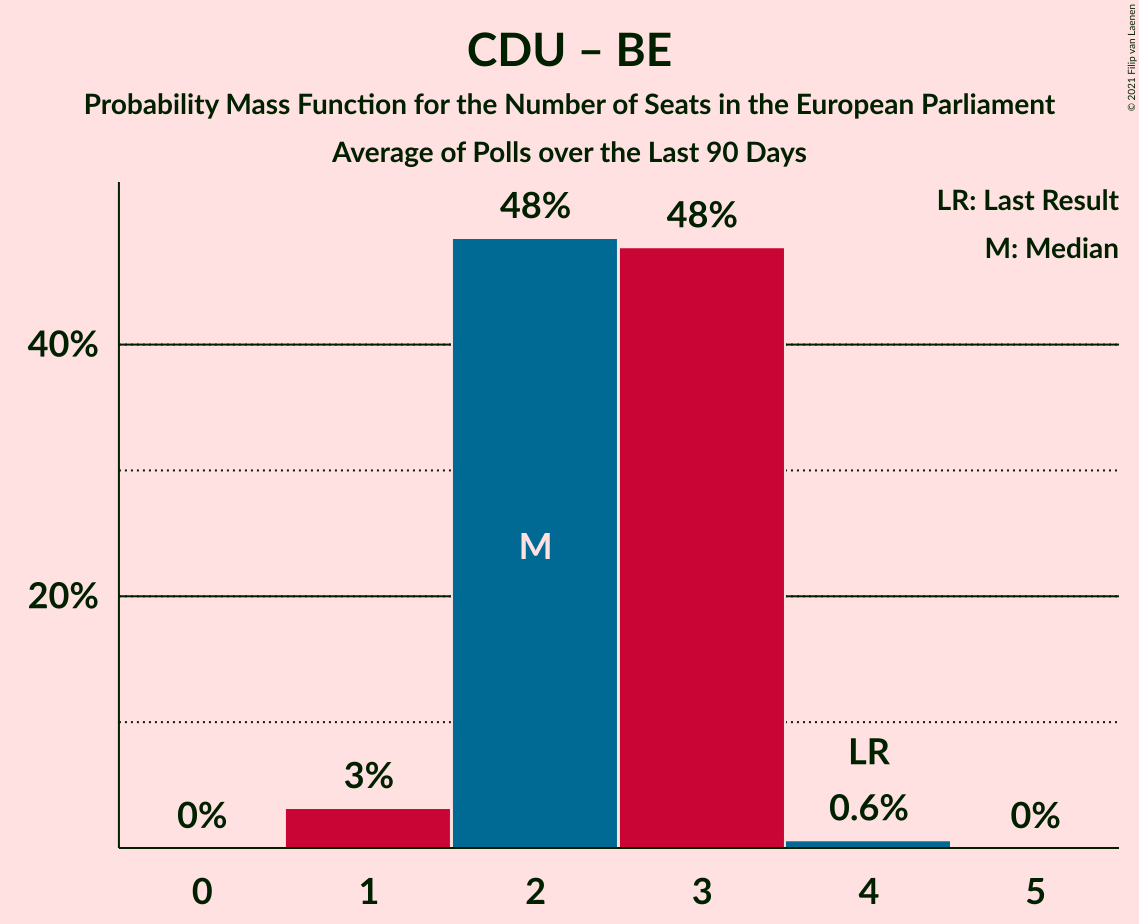 CDU – BE
Probability Mass Function for the Number of Seats in the European Parliament
Average of Polls over the Last 90 Days
© 2021 Filip van Laenen
LR: Last Result
M: Median
48%
48%
40%
M
20%
LR
3%
0.6%
0%
0%
0 1 2 3 4 5